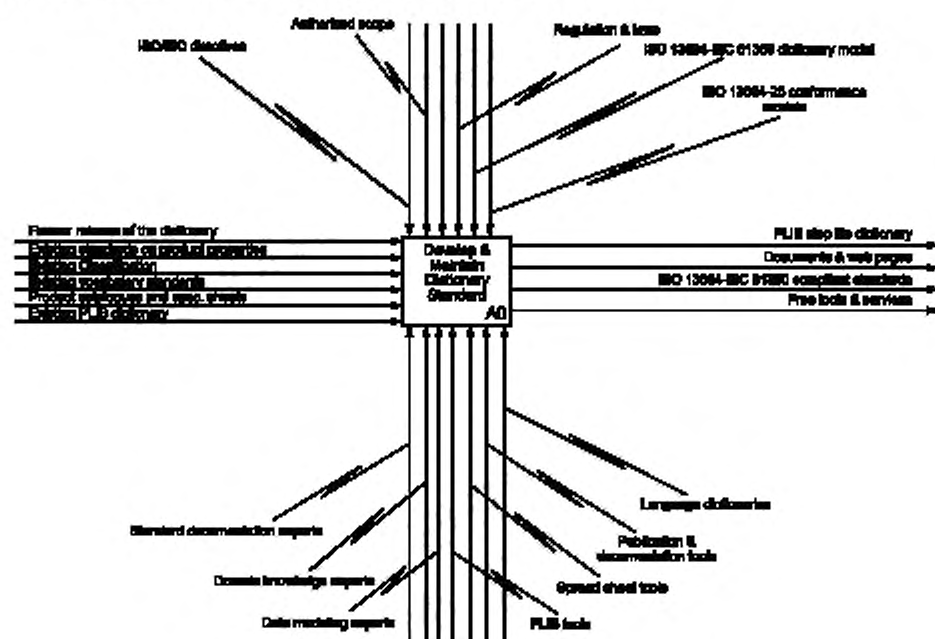 Authorized scope
ISO/IEC directives
Regulation & laws
ISO 13584-IEC 61360 dictionary model
ISO 13584-25 conformance
models
Former release of the dictionary
Existing standards on product properties
Existing Classification
Existing vocabulary standards
Product catalogues and spec. sheets
Existing PLIB dictionary
Develop &
Maintain
Dictionary
Standard
A0
PLIB step file dictionary
Documents & web pages
ISO 13584-IEC 61360 compliant standards
Free tools & services
Standard documentation experts
Domain knowledge experts
Data modeling experts
Language dictionaries
Publication &
documentation tools
Spread sheet tools
PLIB tools